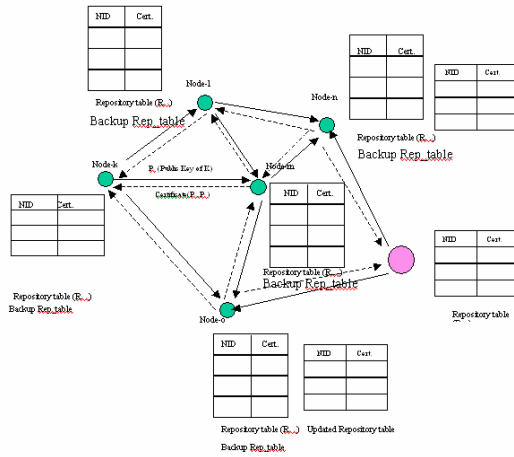 NID Cert.
Node-l
Repository table (R...)
Backup Rep_table
NID Cert.
Node-n
NID Cert.
Repository table (R...)
Backup Rep_table
Node-k
P (Public Key of K)
Certificate(P, P)
Node-m
NID Cert.
Repository table (R...)
Backup Rep_table
NID Cert.
Repository table (R...)
Backup Rep_table
NID Cert.
Repository table
Node-o
NID Cert.
Repository table (R...)
Backup Rep_table
NID Cert.
Updated Repository table